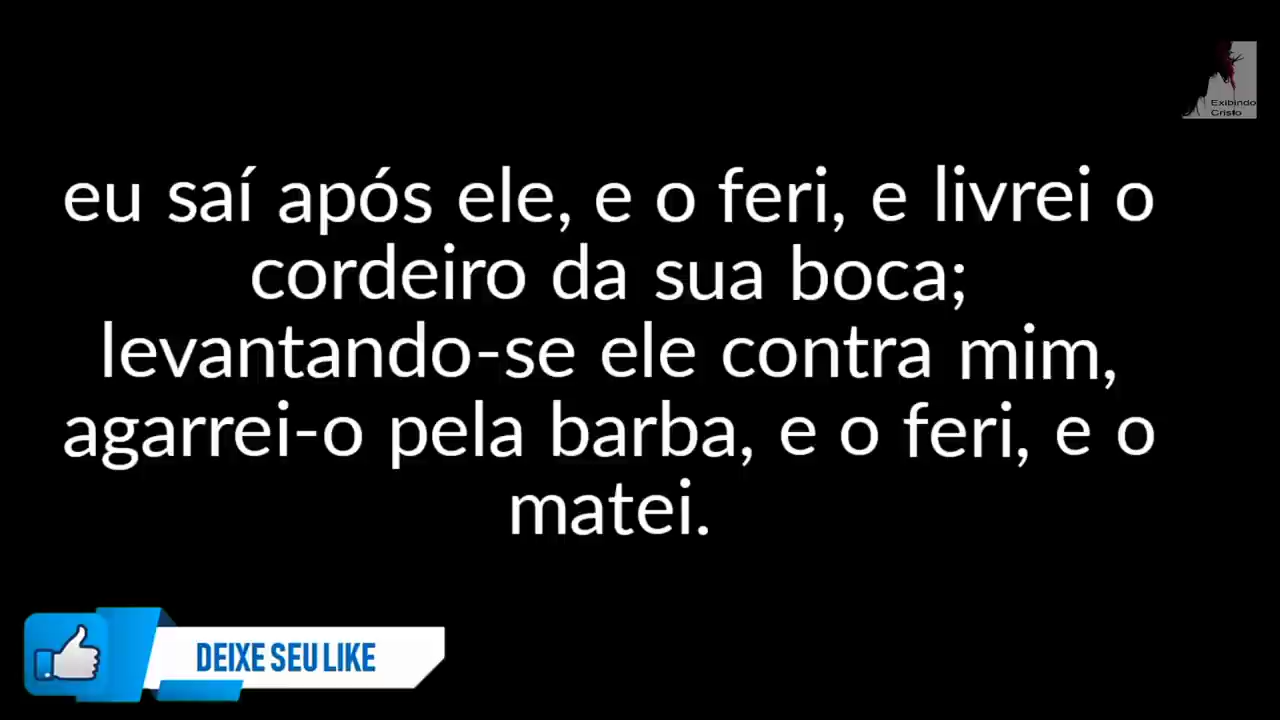 Exibindo
Cristo
eu saí após ele, e o feri, e livrei o
cordeiro da sua boca;
levantando-se ele contra mim,
agarrei-o pela barba, e o feri, e o
matei.
DEIXE SEU LIKE